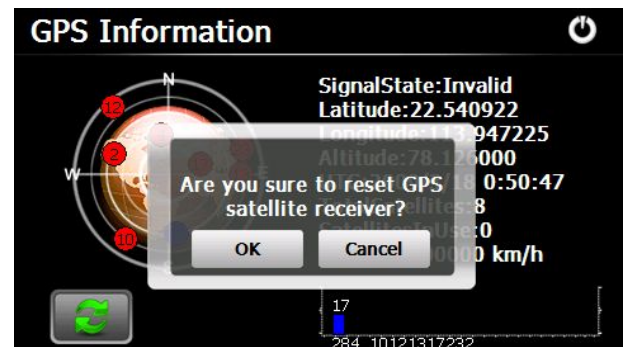 GPS Information
N
SignalState:Invalid
12
Latitude:22.540922
Longitude:113.947225
2
Altitude:78.126000
W
Are you sure to reset GPS
satellite receiver?
0:50:47
:8
:0
10
km/h
OK
Cancel
17
284 10121317232